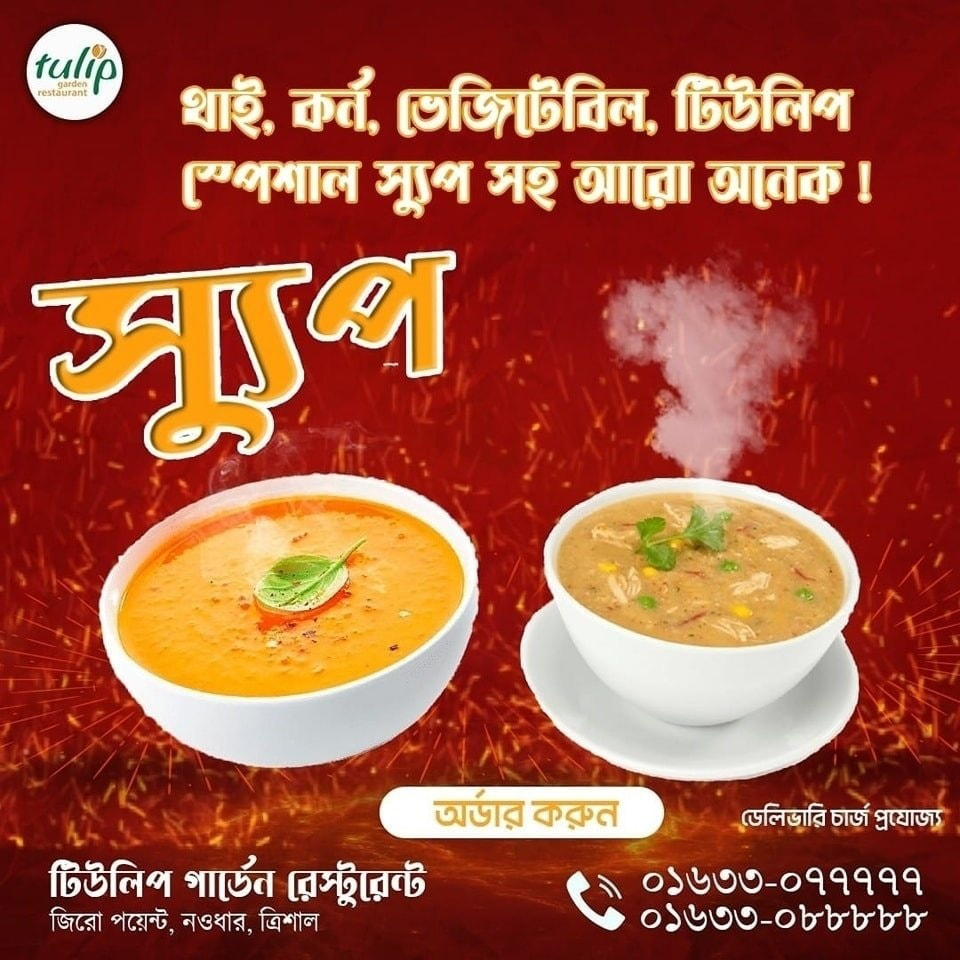 tulip
garden
restaurant
থাই, কর্ন, ভেজিটেবিল, টিউলিপ
স্পেশাল স্যুপ সহ আরো অনেক !
স্যুপ
অর্ডার করুন
ডেলিভারি চার্জ প্রযোজ্য
টিউলিপ গার্ডেন রেস্টুরেন্ট
জিরো পয়েন্ট, নওধার, ত্রিশাল
০১৬৩৩-০৭৭৭৭৭
০১৬৩৩-০৮৮৮৮৮